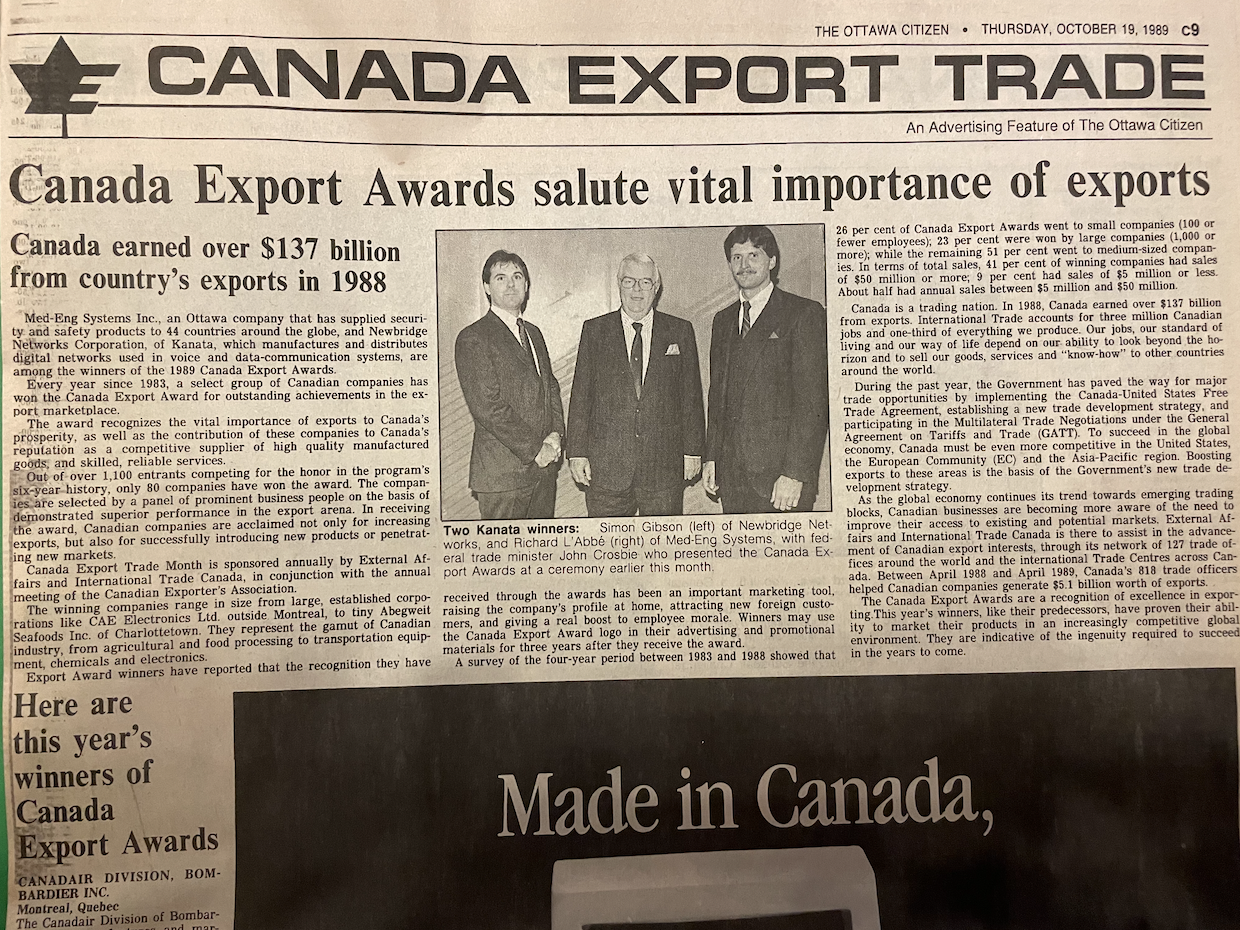 THE OTTAWA CITIZEN • THURSDAY, OCTOBER 19, 1989 C9
CANADA EXPORT TRADE
An Advertising Feature of The Ottawa Citizen
Canada Export Awards salute vital importance of exports
Canada earned over $137 billion
from country's exports in 1988
Med-Eng Systems Inc., an Ottawa company that has supplied securi-
ty and safety products to 44 countries around the globe, and Newbridge
Networks Corporation, of Kanata, which manufactures and distributes
digital networks used in voice and data-communication systems, are
among the winners of the 1989 Canada Export Awards.
Every year since 1983, a select group of Canadian companies has
won the Canada Export Award for outstanding achievements in the ex-
port marketplace.
The award recognizes the vital importance of exports to Canada's
prosperity, as well as the contribution of these companies to Canada's
reputation as a competitive supplier of high quality manufactured
goods, and skilled, reliable services.
Out of over 1,100 entrants competing for the honor in the program's
six-year history, only 80 companies have won the award. The compan-
ies are selected by a panel of prominent business people on the basis of
demonstrated superior performance in the export arena. In receiving
the award, Canadian companies are acclaimed not only for increasing
exports, but also for successfully introducing new products or penetrat-
ing new markets.
Canada Export Trade Month is sponsored annually by External Af-
fairs and International Trade Canada, in conjunction with the annual
meeting of the Canadian Exporter's Association.
The winning companies range in size from large, established corpo-
rations like CAE Electronics Ltd. outside Montreal, to tiny Abegweit
Seafoods Inc. of Charlottetown. They represent the gamut of Canadian
industry, from agricultural and food processing to transportation equip-
ment, chemicals and electronics.
Export Award winners have reported that the recognition they have
Two Kanata winners: Simon Gibson (left) of Newbridge Net-
works, and Richard L'Abbé (right) of Med-Eng Systems, with fed-
eral trade minister John Crosbie who presented the Canada Ex-
port Awards at a ceremony earlier this month.
received through the awards has been an important marketing tool,
raising the company's profile at home, attracting new foreign custo-
mers, and giving a real boost to employee morale. Winners may use
the Canada Export Award logo in their advertising and promotional
materials for three years after they receive the award.
A survey of the four-year period between 1983 and 1988 showed that
26 per cent of Canada Export Awards went to small companies (100 or
fewer employees); 23 per cent were won by large companies (1,000 or
more); while the remaining 51 per cent went to medium-sized compan-
ies. In terms of total sales, 41 per cent of winning companies had sales
of $50 million or more; 9 per cent had sales of $5 million or less.
About half had annual sales between $5 million and $50 million.
Canada is a trading nation. In 1988, Canada earned over $137 billion
from exports. International Trade accounts for three million Canadian
jobs and one-third of everything we produce. Our jobs, our standard of
living and our way of life depend on our ability to look beyond the ho-
rizon and to sell our goods, services and "know-how" to other countries
around the world.
During the past year, the Government has paved the way for major
trade opportunities by implementing the Canada-United States Free
Trade Agreement, establishing a new trade development strategy, and
participating in the Multilateral Trade Negotiations under the General
Agreement on Tariffs and Trade (GATT). To succeed in the global
economy, Canada must be even more competitive in the United States,
the European Community (EC) and the Asia-Pacific region. Boosting
exports to these areas is the basis of the Government's new trade de-
velopment strategy.
As the global economy continues its trend towards emerging trading
blocks, Canadian businesses are becoming more aware of the need to
improve their access to existing and potential markets. External Af-
fairs and International Trade Canada is there to assist in the advance-
ment of Canadian export interests, through its network of 127 trade of-
fices around the world and the international Trade Centres across Can-
ada. Between April 1988 and April 1989, Canada's 818 trade officers
helped Canadian companies generate $5.1 billion worth of exports.
The Canada Export Awards are a recognition of excellence in expor-
ting.This year's winners, like their predecessors, have proven their abil-
ity to market their products in an increasingly competitive global
environment. They are indicative of the ingenuity required to succeed
in the years to come.
Here are
this year's
winners of
Canada
Export Awards
CANADAIR DIVISION, BOM-
BARDIER INC.
Montreal, Quebec
The Canadair Division of Bombar-
Made in Canada,